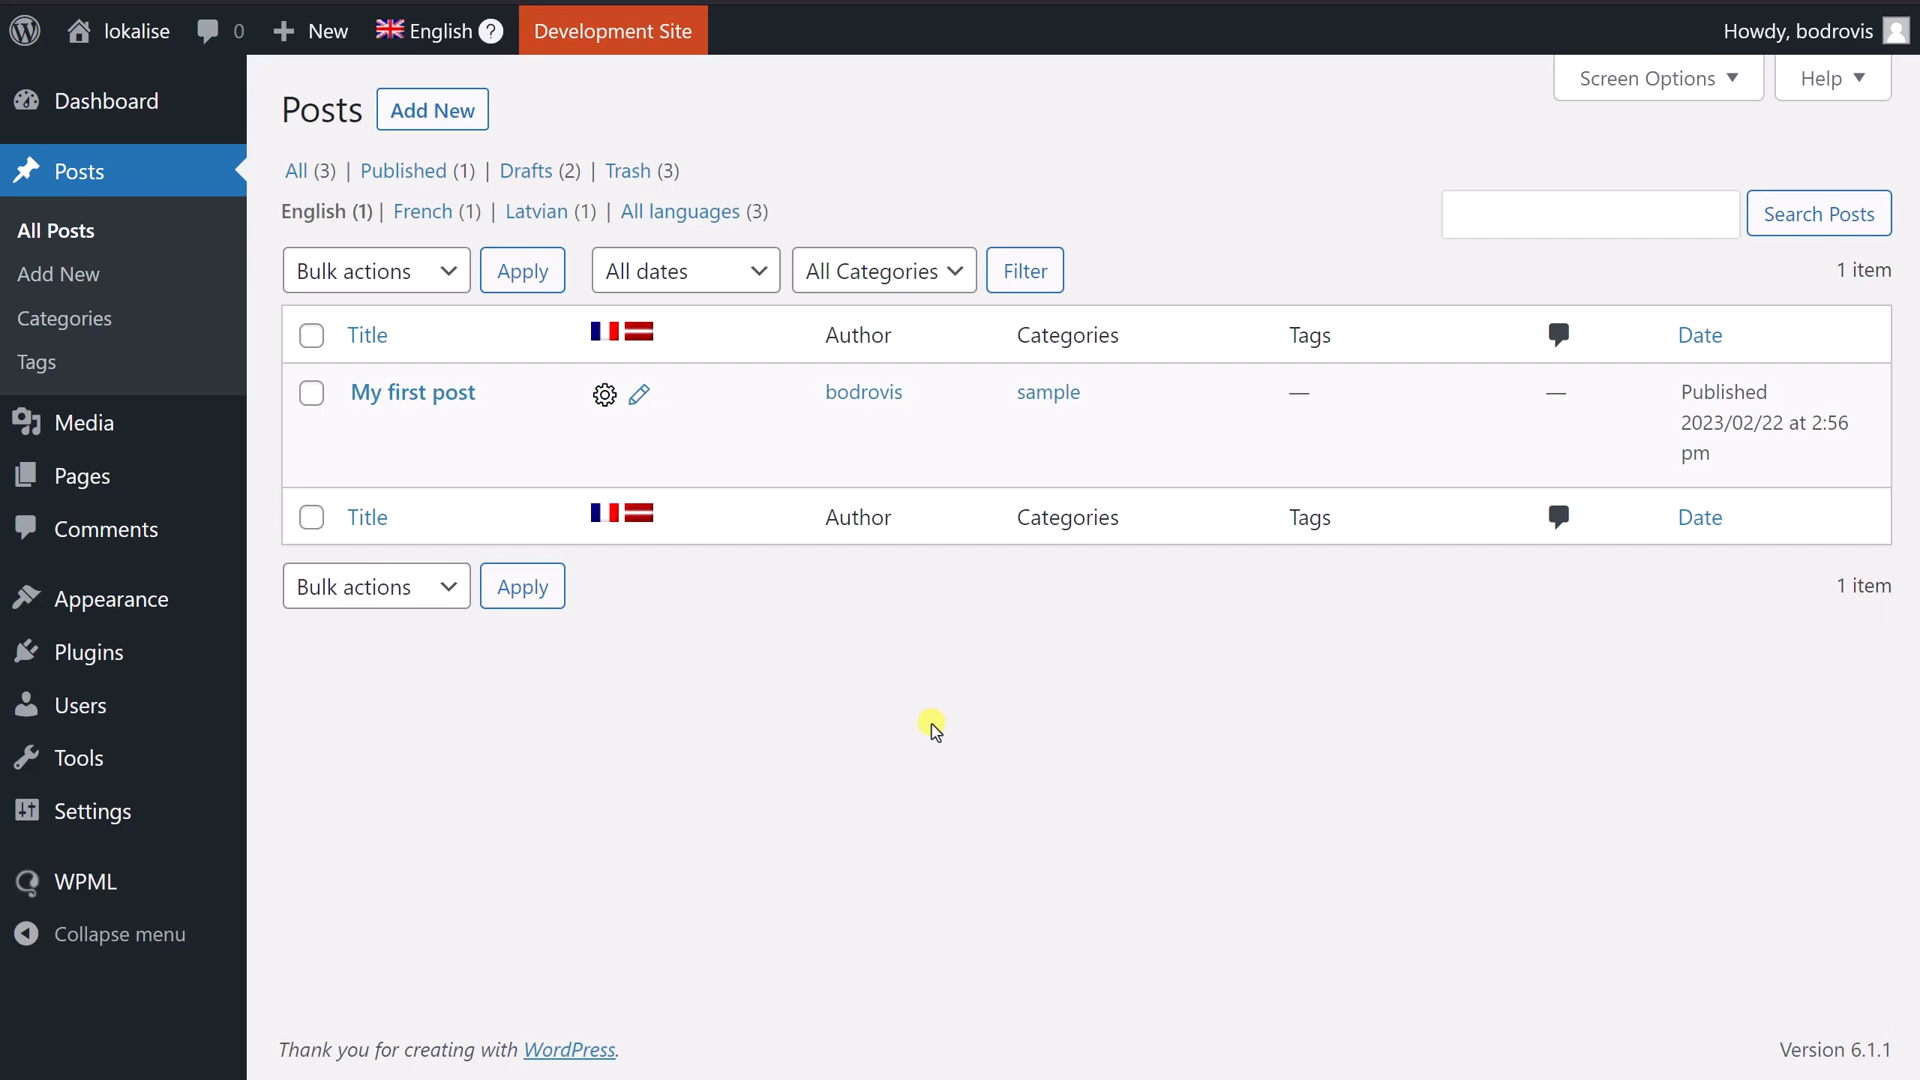 lokalise 0 New English ? Development Site Howdy, bodrovis
Dashboard
Posts
All Posts
Add New
Categories
Tags
Media
Pages
Comments
Appearance
Plugins
Users
Tools
Settings
WPML
Collapse menu
Screen Options Help
Posts Add New
All (3) | Published (1) | Drafts (2) | Trash (3)
English (1) | French (1) | Latvian (1) | All languages (3)
Search Posts
Bulk actions Apply All dates All Categories Filter 1 item
Title Author Categories Tags Date
My first post bodrovis sample — — Published
2023/02/22 at 2:56
pm
Title Author Categories Tags Date
Bulk actions Apply 1 item
Thank you for creating with WordPress. Version 6.1.1